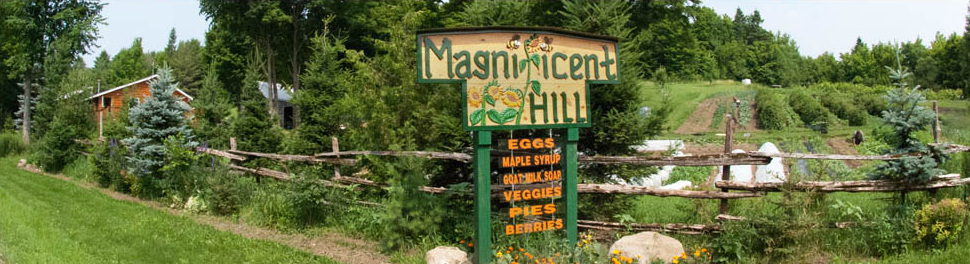 Magnificent
HILL
EGGS
MAPLE SYRUP
GOAT MILK SOAP
VEGGIES
PIES
BERRIES